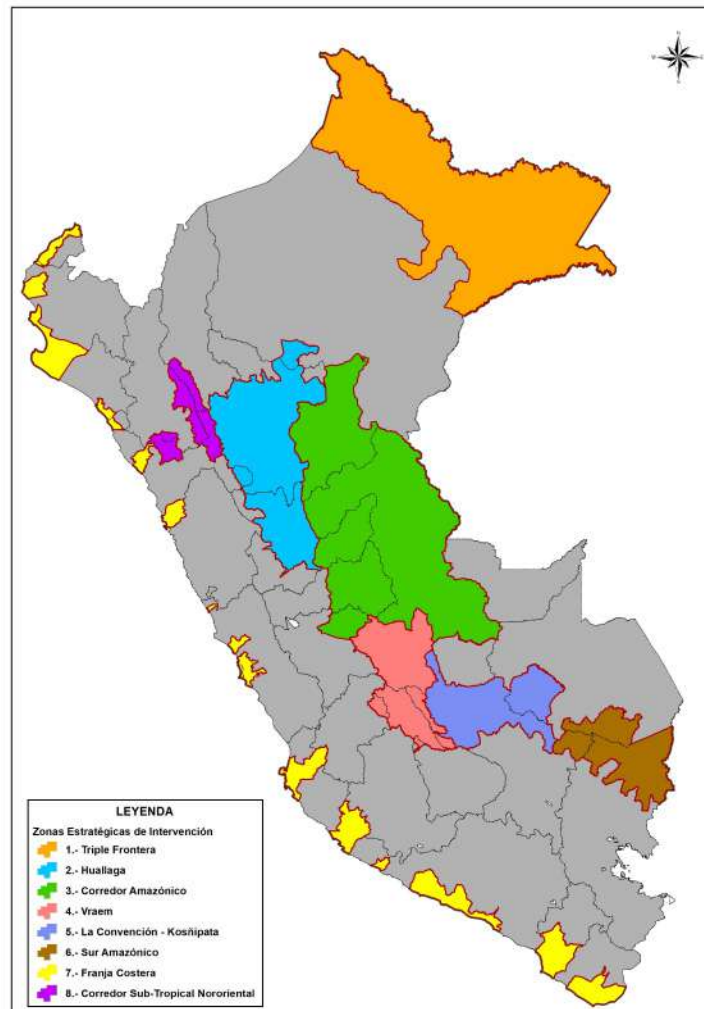 LEYENDA
Zonas Estratégicas de Intervención
1.- Triple Frontera
2.- Huallaga
3.- Corredor Amazónico
4.- Vraem
5.- La Convención - Kosñipata
6.- Sur Amazónico
7.- Franja Costera
8.- Corredor Sub-Tropical Nororiental